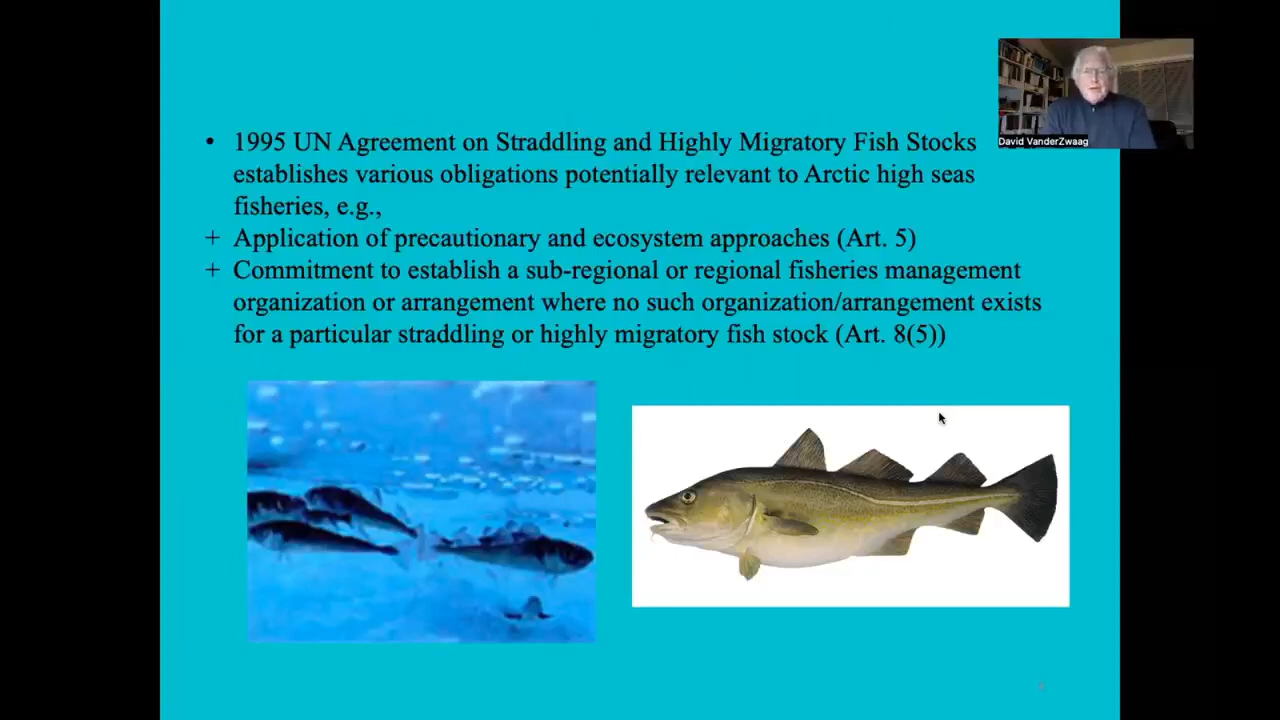 • 1995 UN Agreement on Straddling and Highly Migratory Fish Stocks
establishes various obligations potentially relevant to Arctic high seas
fisheries, e.g.,
+ Application of precautionary and ecosystem approaches (Art. 5)
+ Commitment to establish a sub-regional or regional fisheries management
organization or arrangement where no such organization/arrangement exists
for a particular straddling or highly migratory fish stock (Art. 8(5))
David VanderZwaag